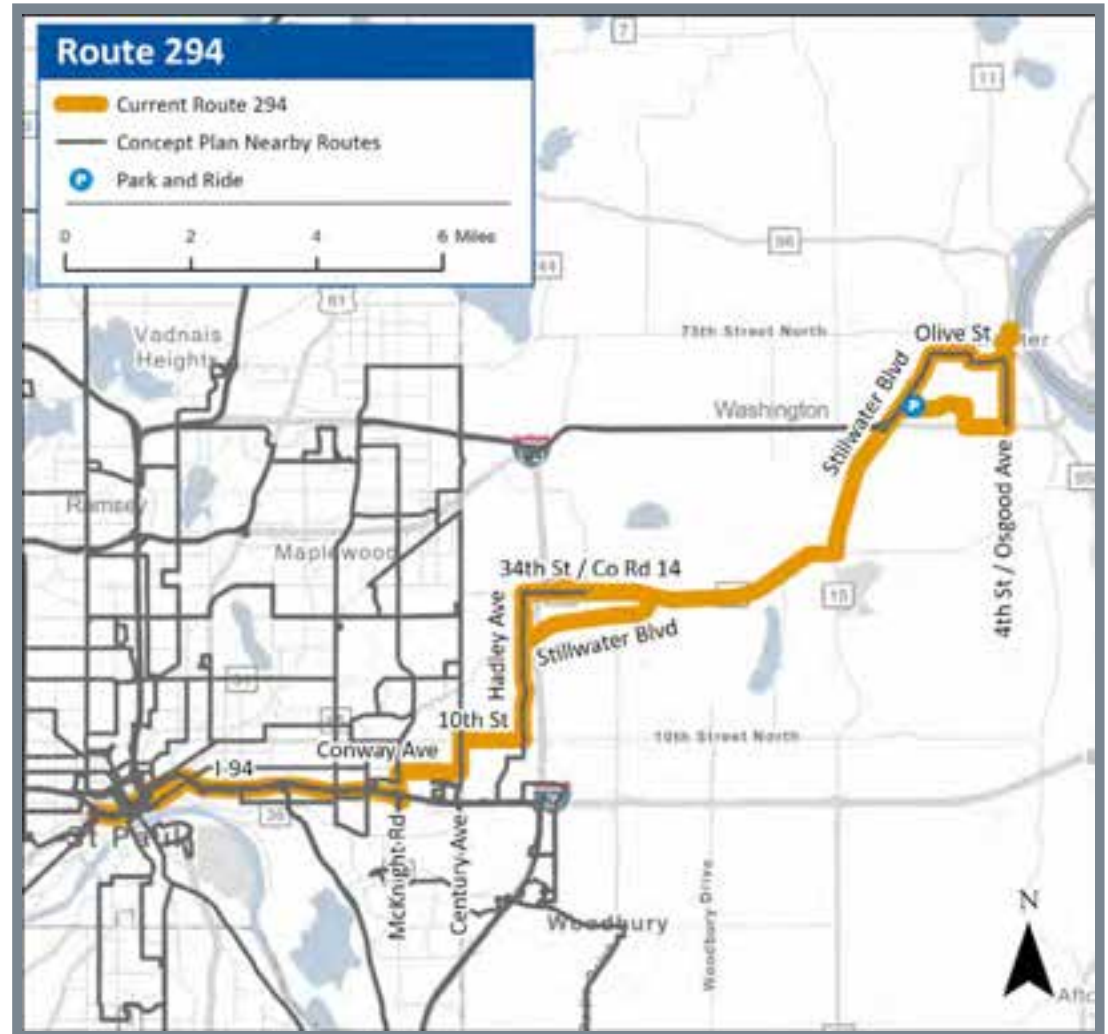 Route 294
Current Route 294
Concept Plan Nearby Routes
P
Park and Ride
0 2 4 6 Miles
7
11
96
44
61
Vadnais
Heights
75th Street North
Olive St
Stillwater Blvd
P
Washington
4th St / Osgood Ave
95
Ramsey
Maplewood
34th St / Co Rd 14
15
Hadley Ave
Stillwater Blvd
10th St
10th Street North
Conway Ave
I-94
36
St Paul
McKnight Rd
Century Ave
Woodbury Drive
Woodbury
N